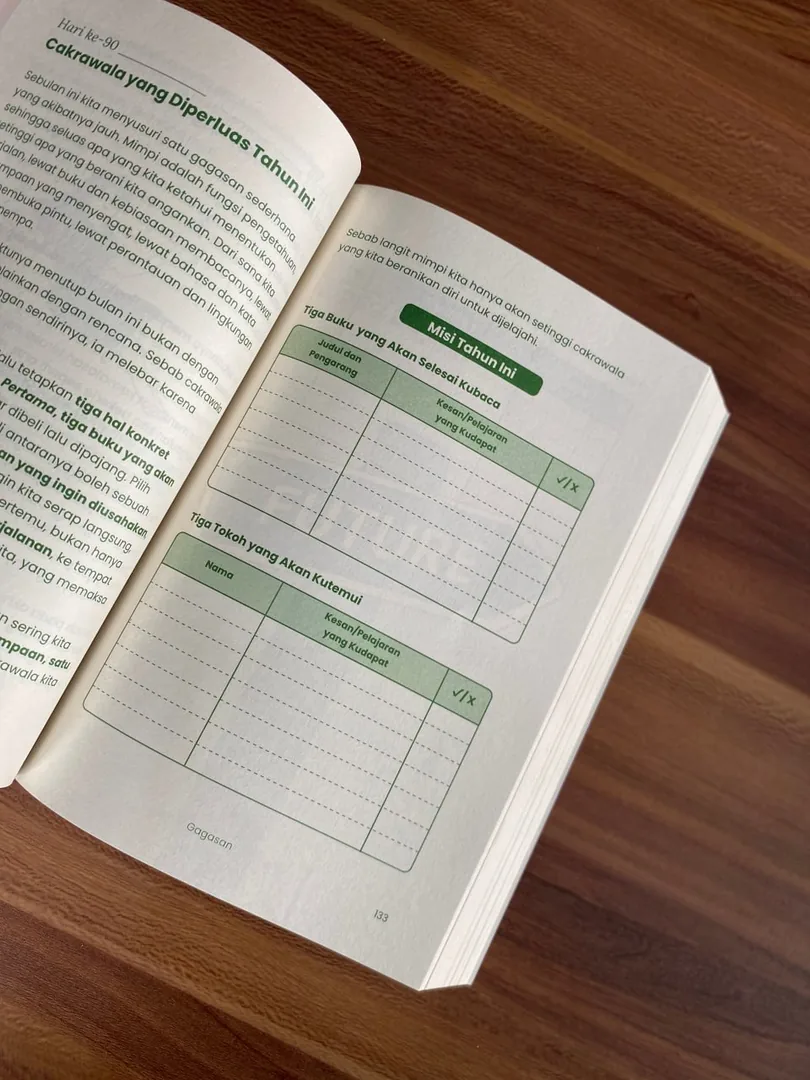 Hari ke-90
Cakrawala yang Diperluas Tahun Ini
Sebulan ini kita menyusuri satu gagasan sederhana
yang akibatnya jauh. Mimpi adalah fungsi pengetahuan,
sehingga seluas apa yang kita ketahui menentukan
setinggi apa yang berani kita angankan. Dari sana kita
jalan, lewat buku dan kebiasaan membacanya, lewat
mpaan yang menyengat, lewat bahasa dan kata
membuka pintu, lewat perantauan dan lingkungan
nempa.
ktunya menutup bulan ini bukan dengan
lainkan dengan rencana. Sebab cakrawala
ngan sendirinya, ia melebar karena
alu tetapkan tiga hal konkret
Pertama, tiga buku yang akan
r dibeli lalu dipajang. Pilih
di antaranya boleh sebuah
an yang ingin diusahakan
gin kita serap langsung,
ertemu, bukan hanya
rjalanan, ke tempat
ita, yang memaksa
n sering kita
mpaan, satu
rawala kita
Sebab langit mimpi kita hanya akan setinggi cakrawala
yang kita beranikan diri untuk dijelajahi.
Misi Tahun Ini
Tiga Buku yang Akan Selesai Kubaca
Judul dan
Pengarang
Kesan/Pelajaran
yang Kudapat
✓/x
FUTURE
Tiga Tokoh yang Akan Kutemui
Nama
Kesan/Pelajaran
yang Kudapat
✓/x
Gagasan
133